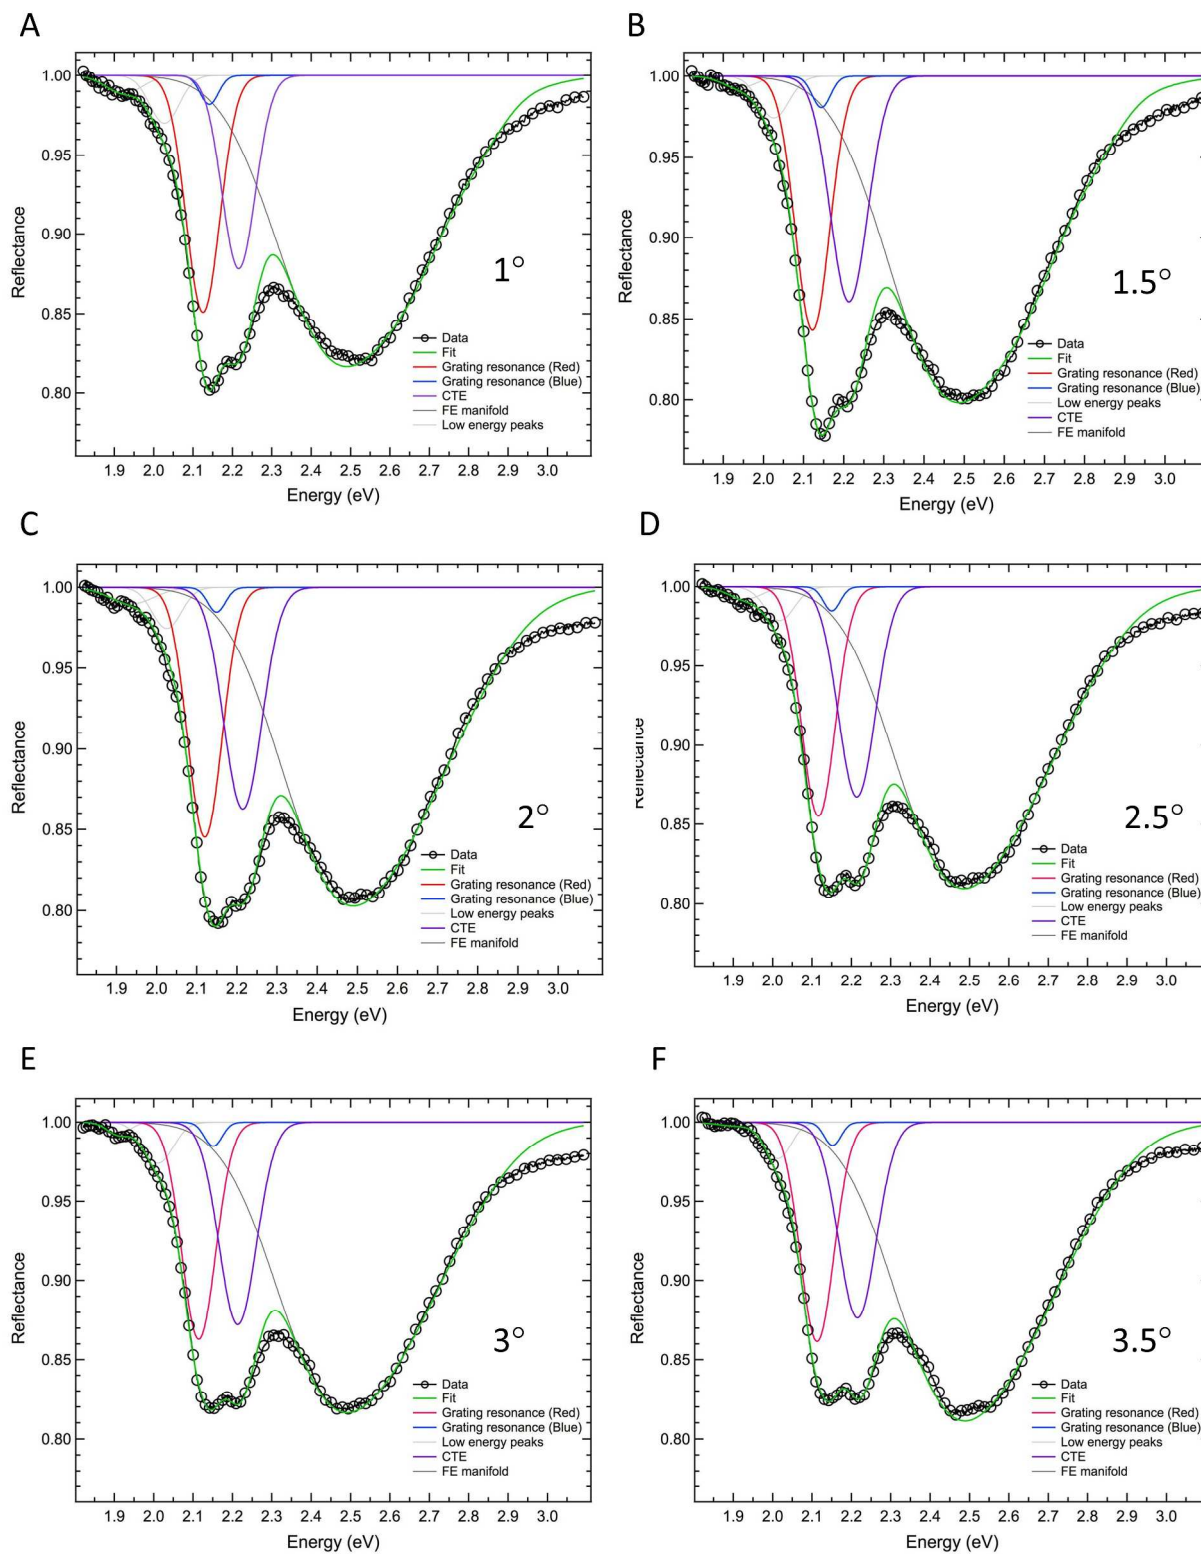 A
1.00
0.95
0.90
0.85
0.80
Reflectance
1°
Data
Fit
Grating resonance (Red)
Grating resonance (Blue)
CTE
FE manifold
Low energy peaks
1.9 2.0 2.1 2.2 2.3 2.4 2.5 2.6 2.7 2.8 2.9 3.0
Energy (eV)
B
1.00
0.95
0.90
0.85
0.80
Reflectance
1.5°
Data
Fit
Grating resonance (Red)
Grating resonance (Blue)
Low energy peaks
CTE
FE manifold
1.9 2.0 2.1 2.2 2.3 2.4 2.5 2.6 2.7 2.8 2.9 3.0
Energy (eV)
C
1.00
0.95
0.90
0.85
0.80
Reflectance
2°
Data
Fit
Grating resonance (Red)
Grating resonance (Blue)
Low energy peaks
CTE
FE manifold
1.9 2.0 2.1 2.2 2.3 2.4 2.5 2.6 2.7 2.8 2.9 3.0
Energy (eV)
D
1.00
0.95
0.90
0.85
0.80
Reflectance
2.5°
Data
Fit
Grating resonance (Red)
Grating resonance (Blue)
Low energy peaks
CTE
FE manifold
1.9 2.0 2.1 2.2 2.3 2.4 2.5 2.6 2.7 2.8 2.9 3.0
Energy (eV)
E
1.00
0.95
0.90
0.85
0.80
Reflectance
3°
Data
Fit
Grating resonance (Red)
Grating resonance (Blue)
Low energy peaks
CTE
FE manifold
1.9 2.0 2.1 2.2 2.3 2.4 2.5 2.6 2.7 2.8 2.9 3.0
Energy (eV)
F
1.00
0.95
0.90
0.85
0.80
Reflectance
3.5°
Data
Fit
Grating resonance (Red)
Grating resonance (Blue)
Low energy peaks
CTE
FE manifold
1.9 2.0 2.1 2.2 2.3 2.4 2.5 2.6 2.7 2.8 2.9 3.0
Energy (eV)